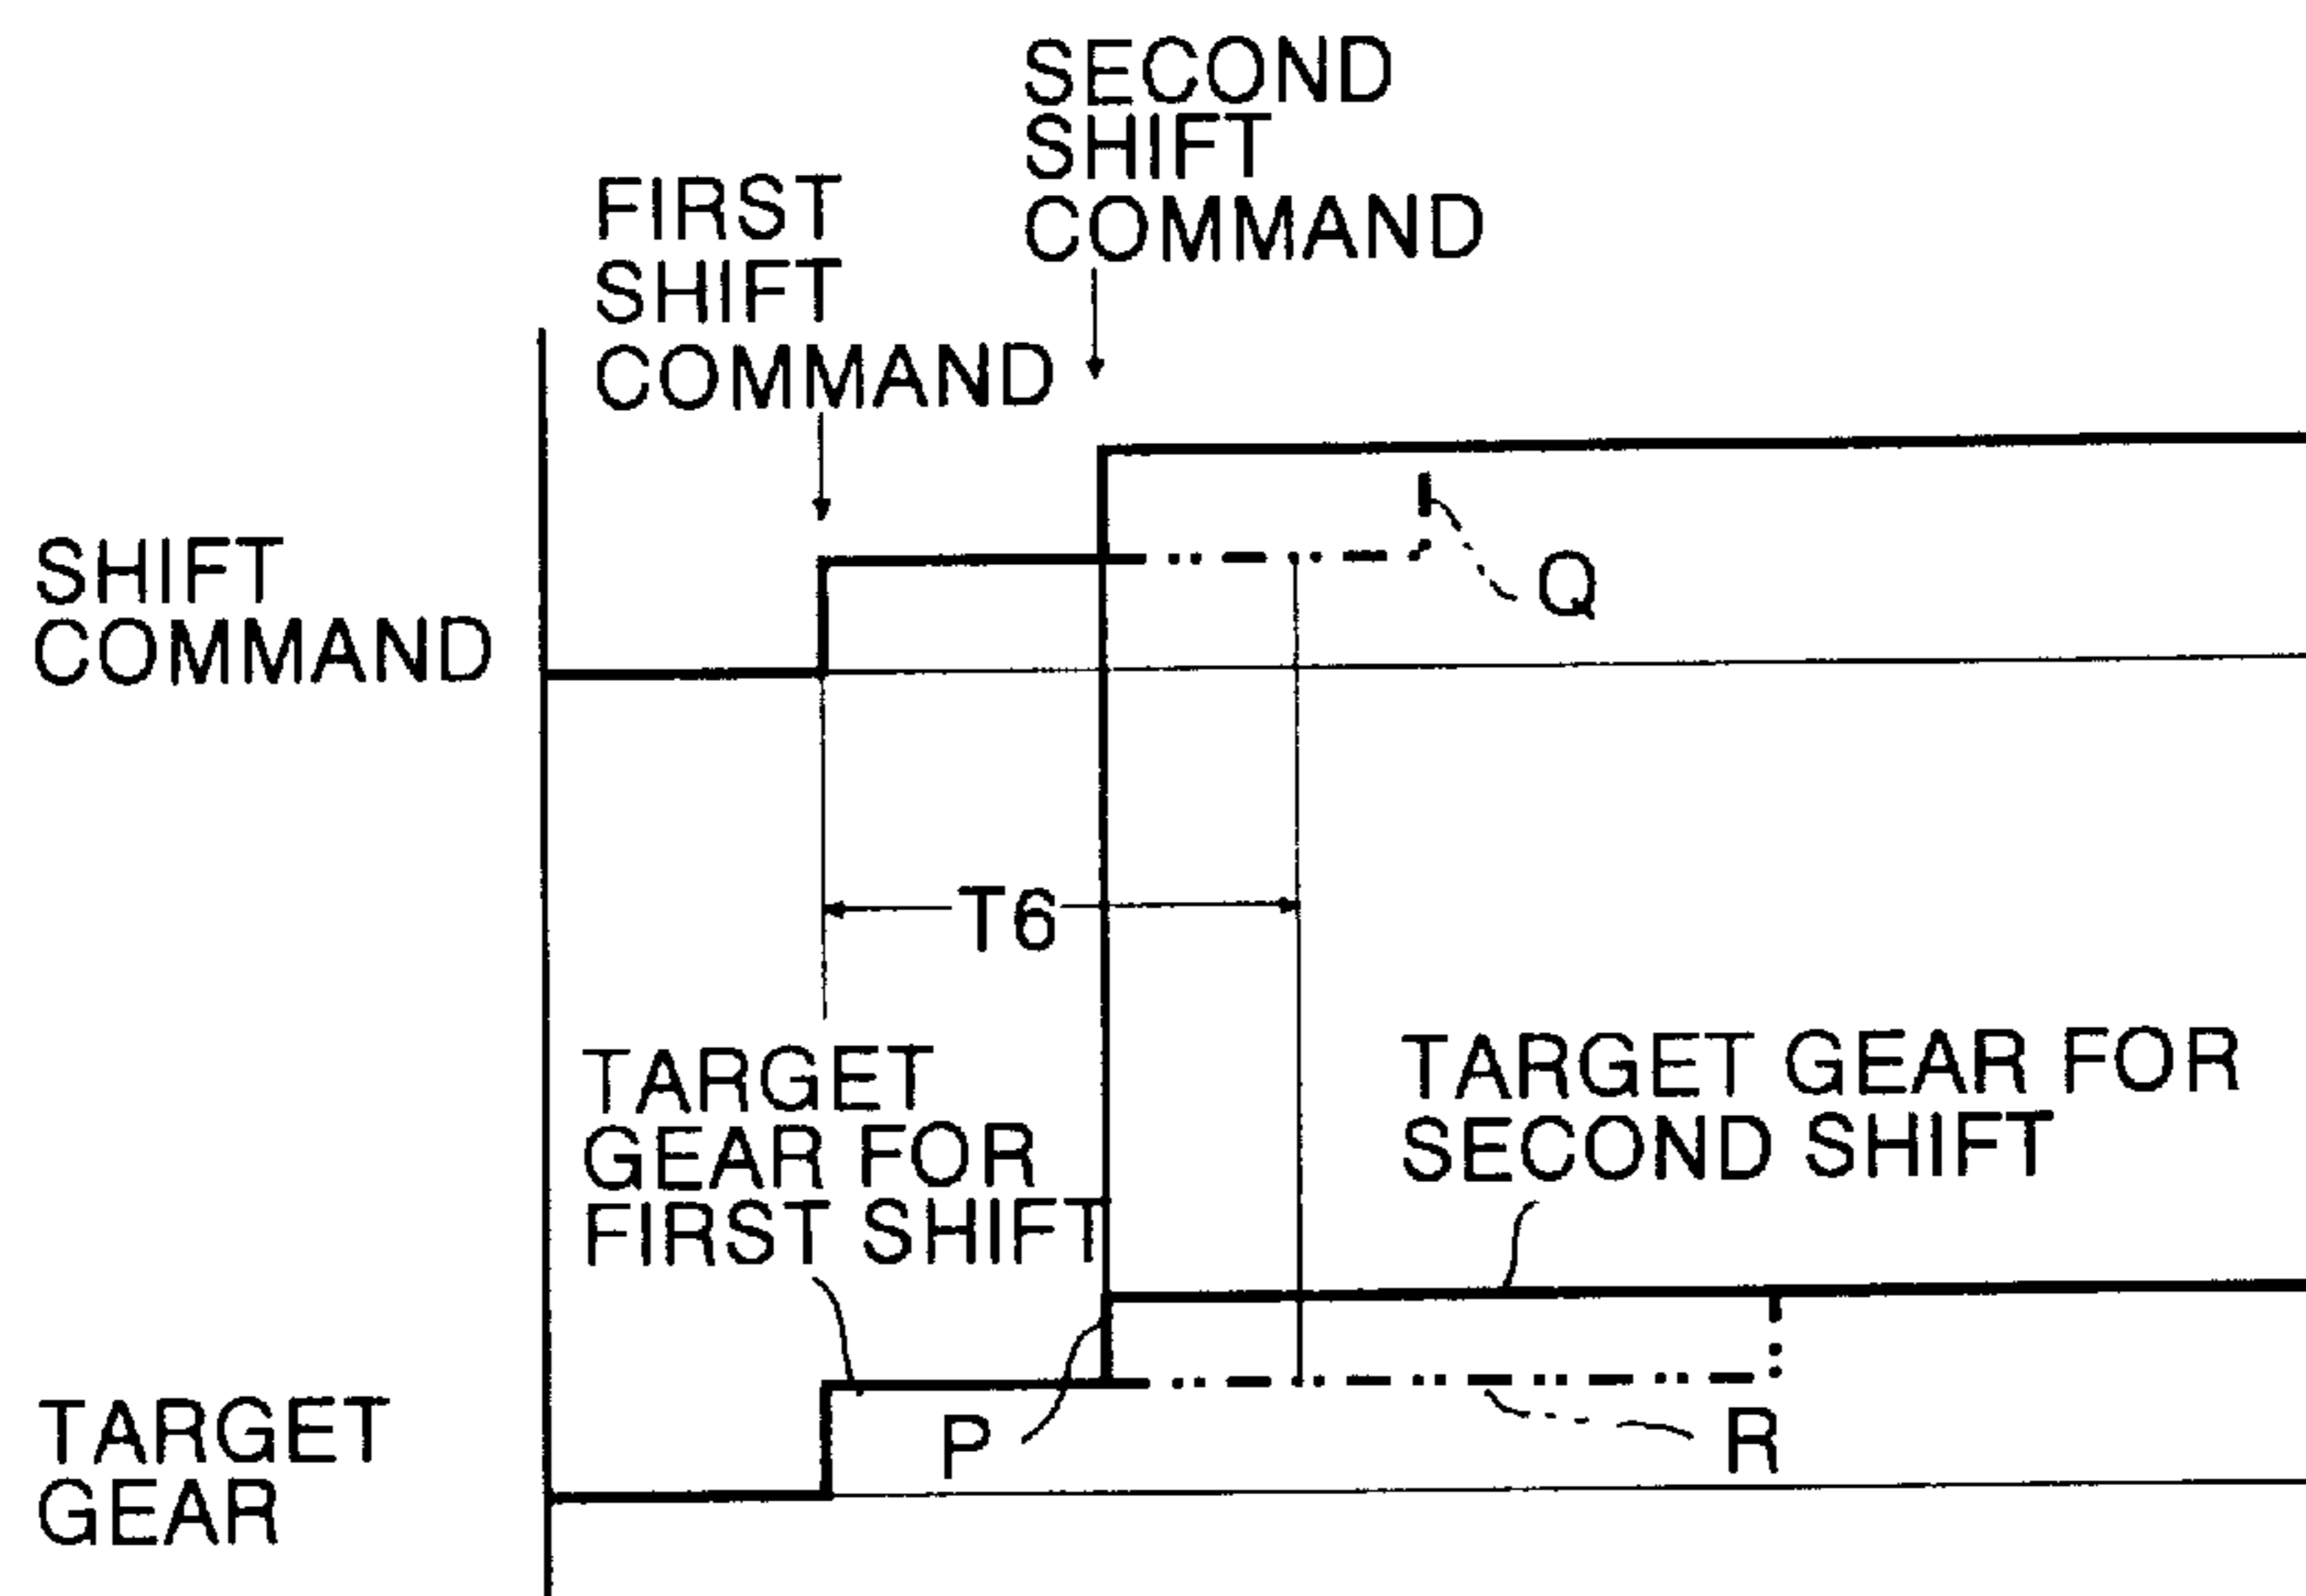 SECOND
SHIFT
COMMAND
FIRST
SHIFT
COMMAND
SHIFT
COMMAND
Q
T6
TARGET
GEAR FOR
FIRST SHIFT
TARGET GEAR FOR
SECOND SHIFT
P
R
TARGET
GEAR